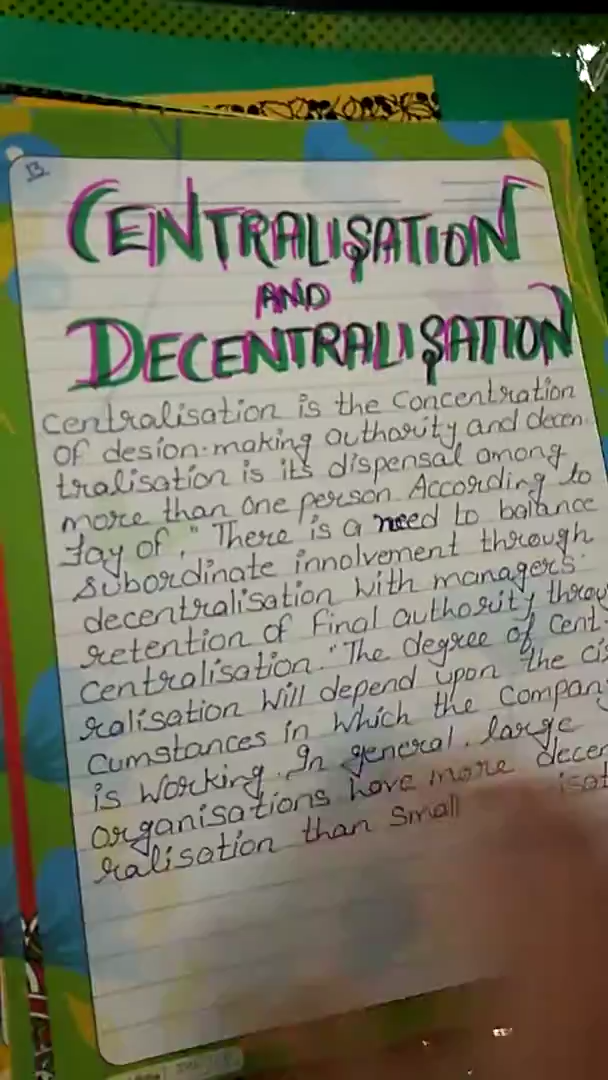 CENTRALISATION
AND
DECENTRALISATION
Centralisation is the concentration
of desion-making authority and decen
tralisation is its dispensal among
more than one person According to
fay of, "There is a need to balance
subordinate innolvement through
decentralisation with managers'
retention of final authority throu
centralisation." The degree of Cent-
ralisation will depend upon the cir
cumstances in which the Company
is working. In general, large
organisations have more decen
ralisation than small isat